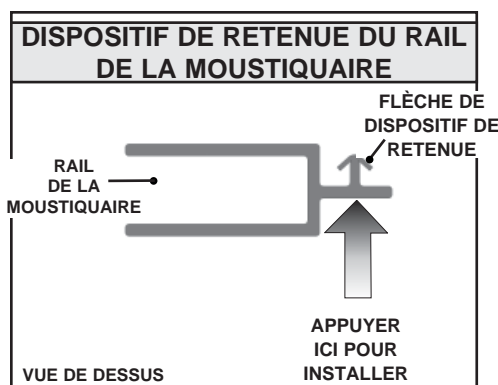 DISPOSITIF DE RETENUE DU RAIL
DE LA MOUSTIQUAIRE
FLÈCHE DE
DISPOSITIF DE
RETENUE
RAIL
DE LA
MOUSTIQUAIRE
APPUYER
ICI POUR
INSTALLER
VUE DE DESSUS